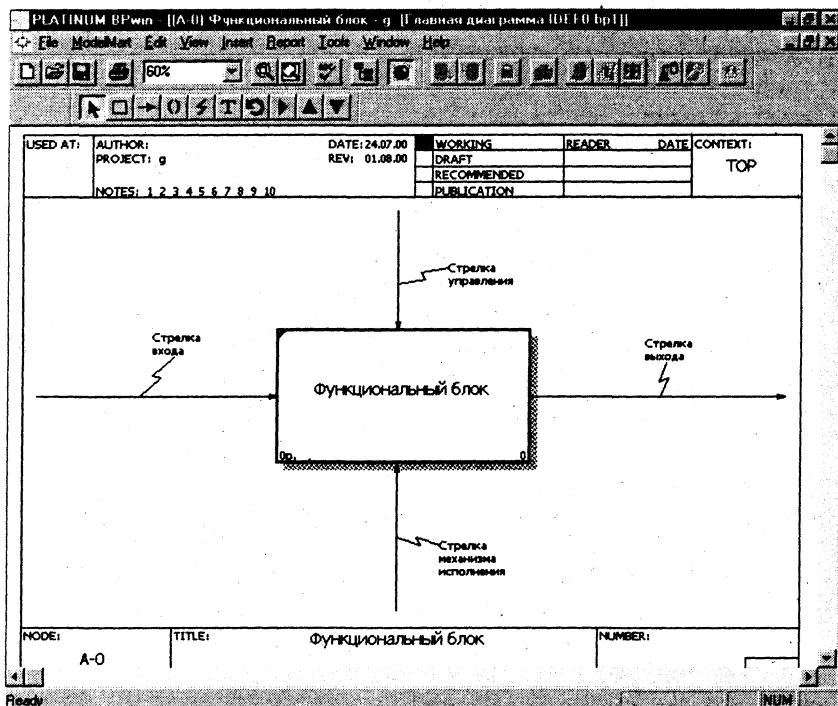 PLATINUM BPwin - [(A-0) Функциональный блок - g [Главная диаграмма IDEF0.bp1]]
File ModelMart Edit View Insert Report Tools Window Help
60%
USED AT: AUTHOR: DATE: 24.07.00 WORKING READER DATE CONTEXT:
PROJECT: g REV: 01.08.00 DRAFT TOP
RECOMMENDED
NOTES: 1 2 3 4 5 6 7 8 9 10 PUBLICATION
Стрелка
управления
Стрелка
входа
Стрелка
выхода
Функциональный блок
0р. 0
Стрелка
механизма
исполнения
NODE: TITLE: Функциональный блок NUMBER:
A-0
Ready NUM